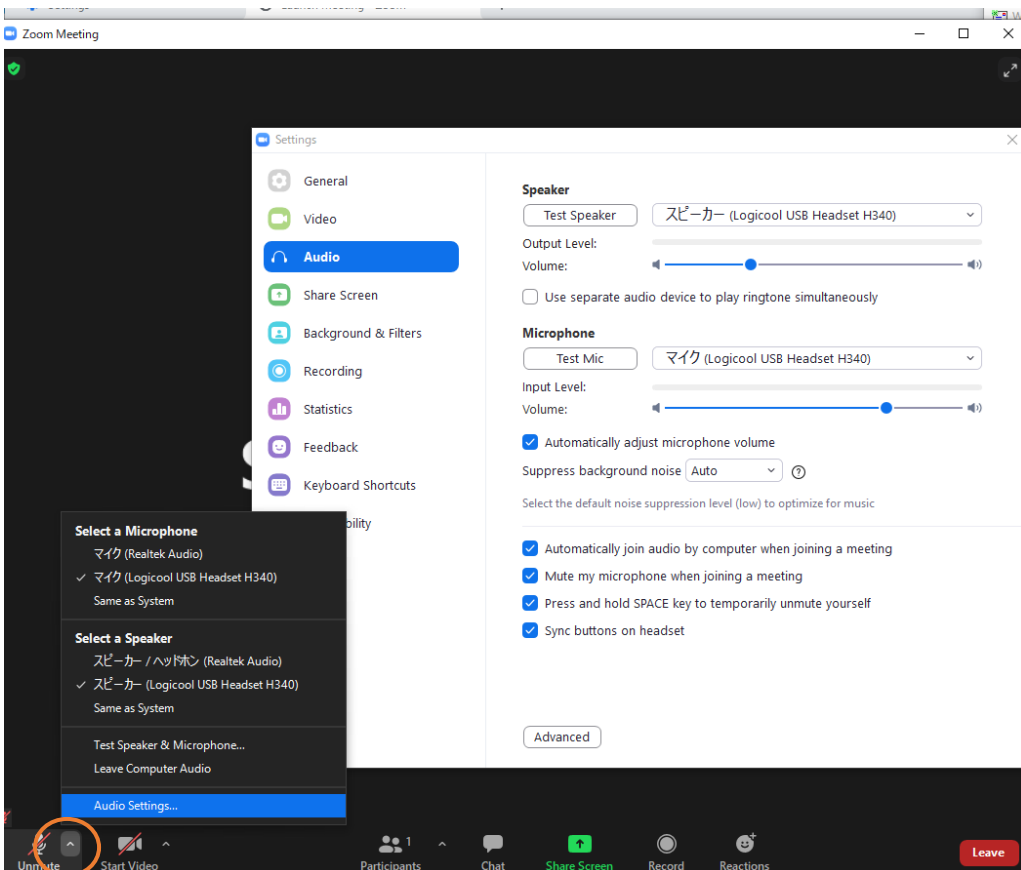 Zoom Meeting
Settings
General
Video
Audio
Share Screen
Background & Filters
Recording
Statistics
Feedback
Keyboard Shortcuts
Speaker
Test Speaker スピーカー (Logicool USB Headset H340)
Output Level:
Volume:
Use separate audio device to play ringtone simultaneously
Microphone
Test Mic マイク (Logicool USB Headset H340)
Input Level:
Volume:
Automatically adjust microphone volume
Suppress background noise Auto
Select the default noise suppression level (low) to optimize for music
Automatically join audio by computer when joining a meeting
Mute my microphone when joining a meeting
Press and hold SPACE key to temporarily unmute yourself
Sync buttons on headset
Advanced
Select a Microphone
マイク (Realtek Audio)
マイク (Logicool USB Headset H340)
Same as System
Select a Speaker
スピーカー / ヘッドホン (Realtek Audio)
スピーカー (Logicool USB Headset H340)
Same as System
Test Speaker & Microphone...
Leave Computer Audio
Audio Settings...
Unmute
Start Video
1
Participants
Chat
Share Screen
Record
Reactions
Leave